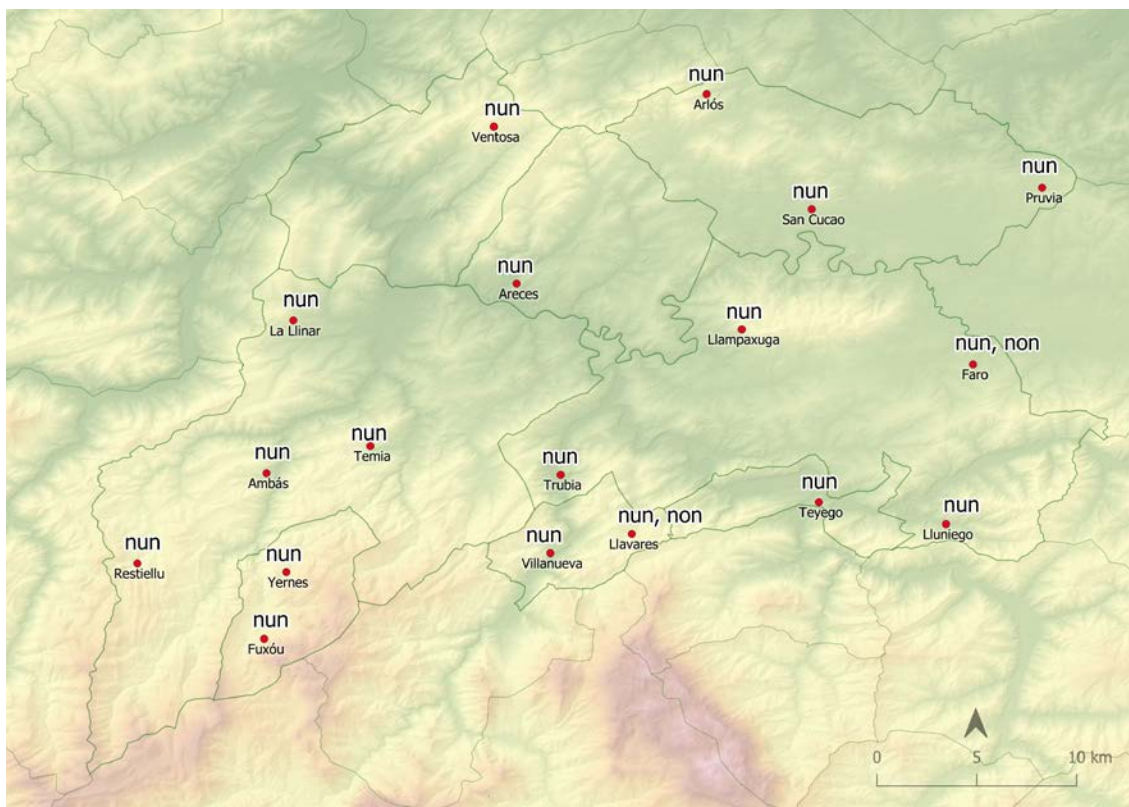 nun
Arlós
nun
Ventosa
nun
Pruvia
nun
San Cucao
nun
Areces
nun
La Llinar
nun
Llampaxuga
nun, non
Faro
nun
Temia
nun
Ambás
nun
Trubia
nun
Teyego
nun
Lluniego
nun, non
Llavares
nun
Villanueva
nun
Restiellu
nun
Yernes
nun
Fuxóu
0 5 10 km